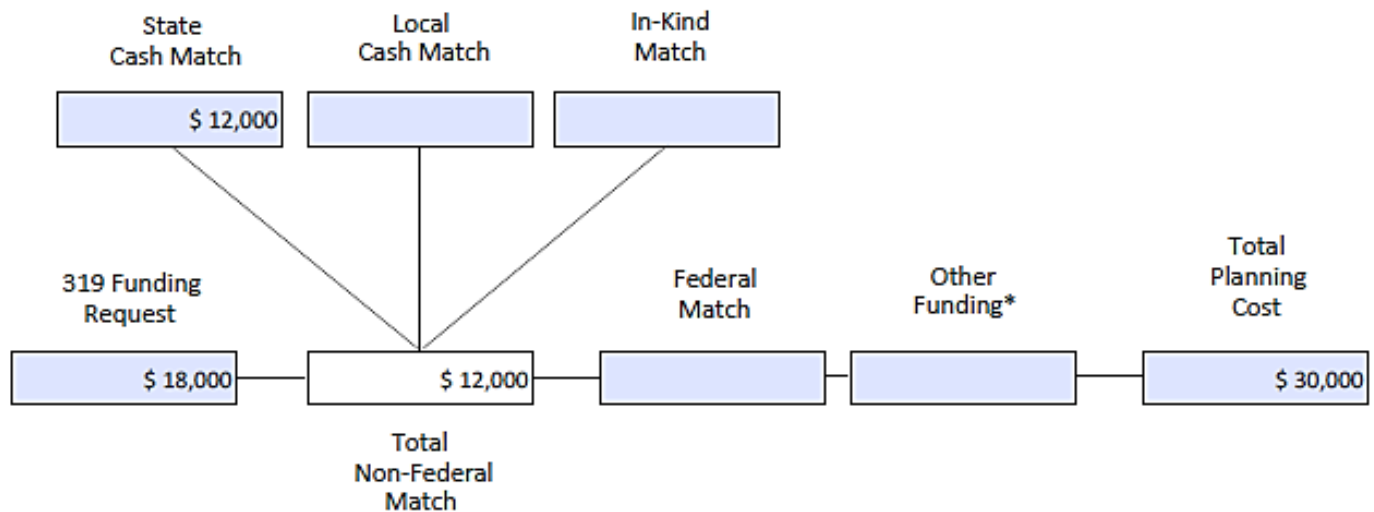 State
Cash Match
Local
Cash Match
In-Kind
Match
$ 12,000
319 Funding
Request
Federal
Match
Other
Funding*
Total
Planning
Cost
$ 18,000
$ 12,000
$ 30,000
Total
Non-Federal
Match